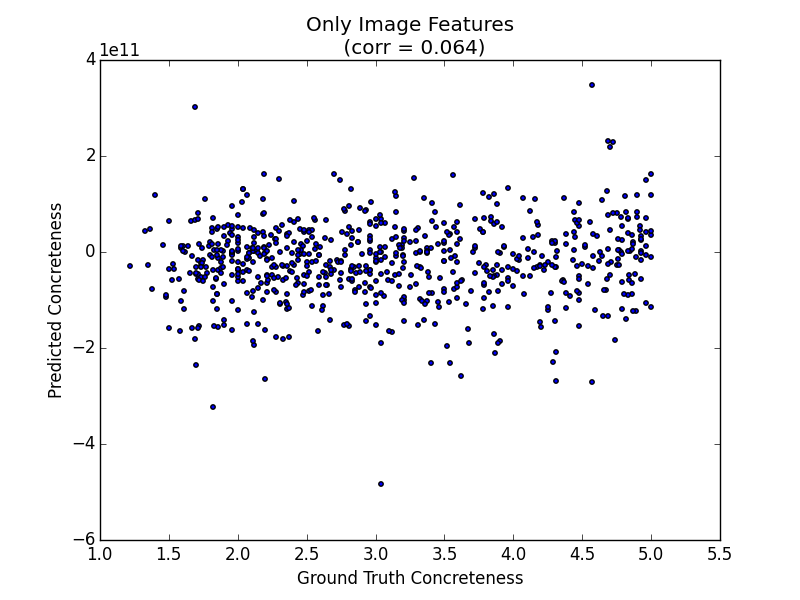 Only Image Features
(corr = 0.064)
1e11
4
2
0
−2
−4
−6
1.0 1.5 2.0 2.5 3.0 3.5 4.0 4.5 5.0 5.5
Predicted Concreteness
Ground Truth Concreteness